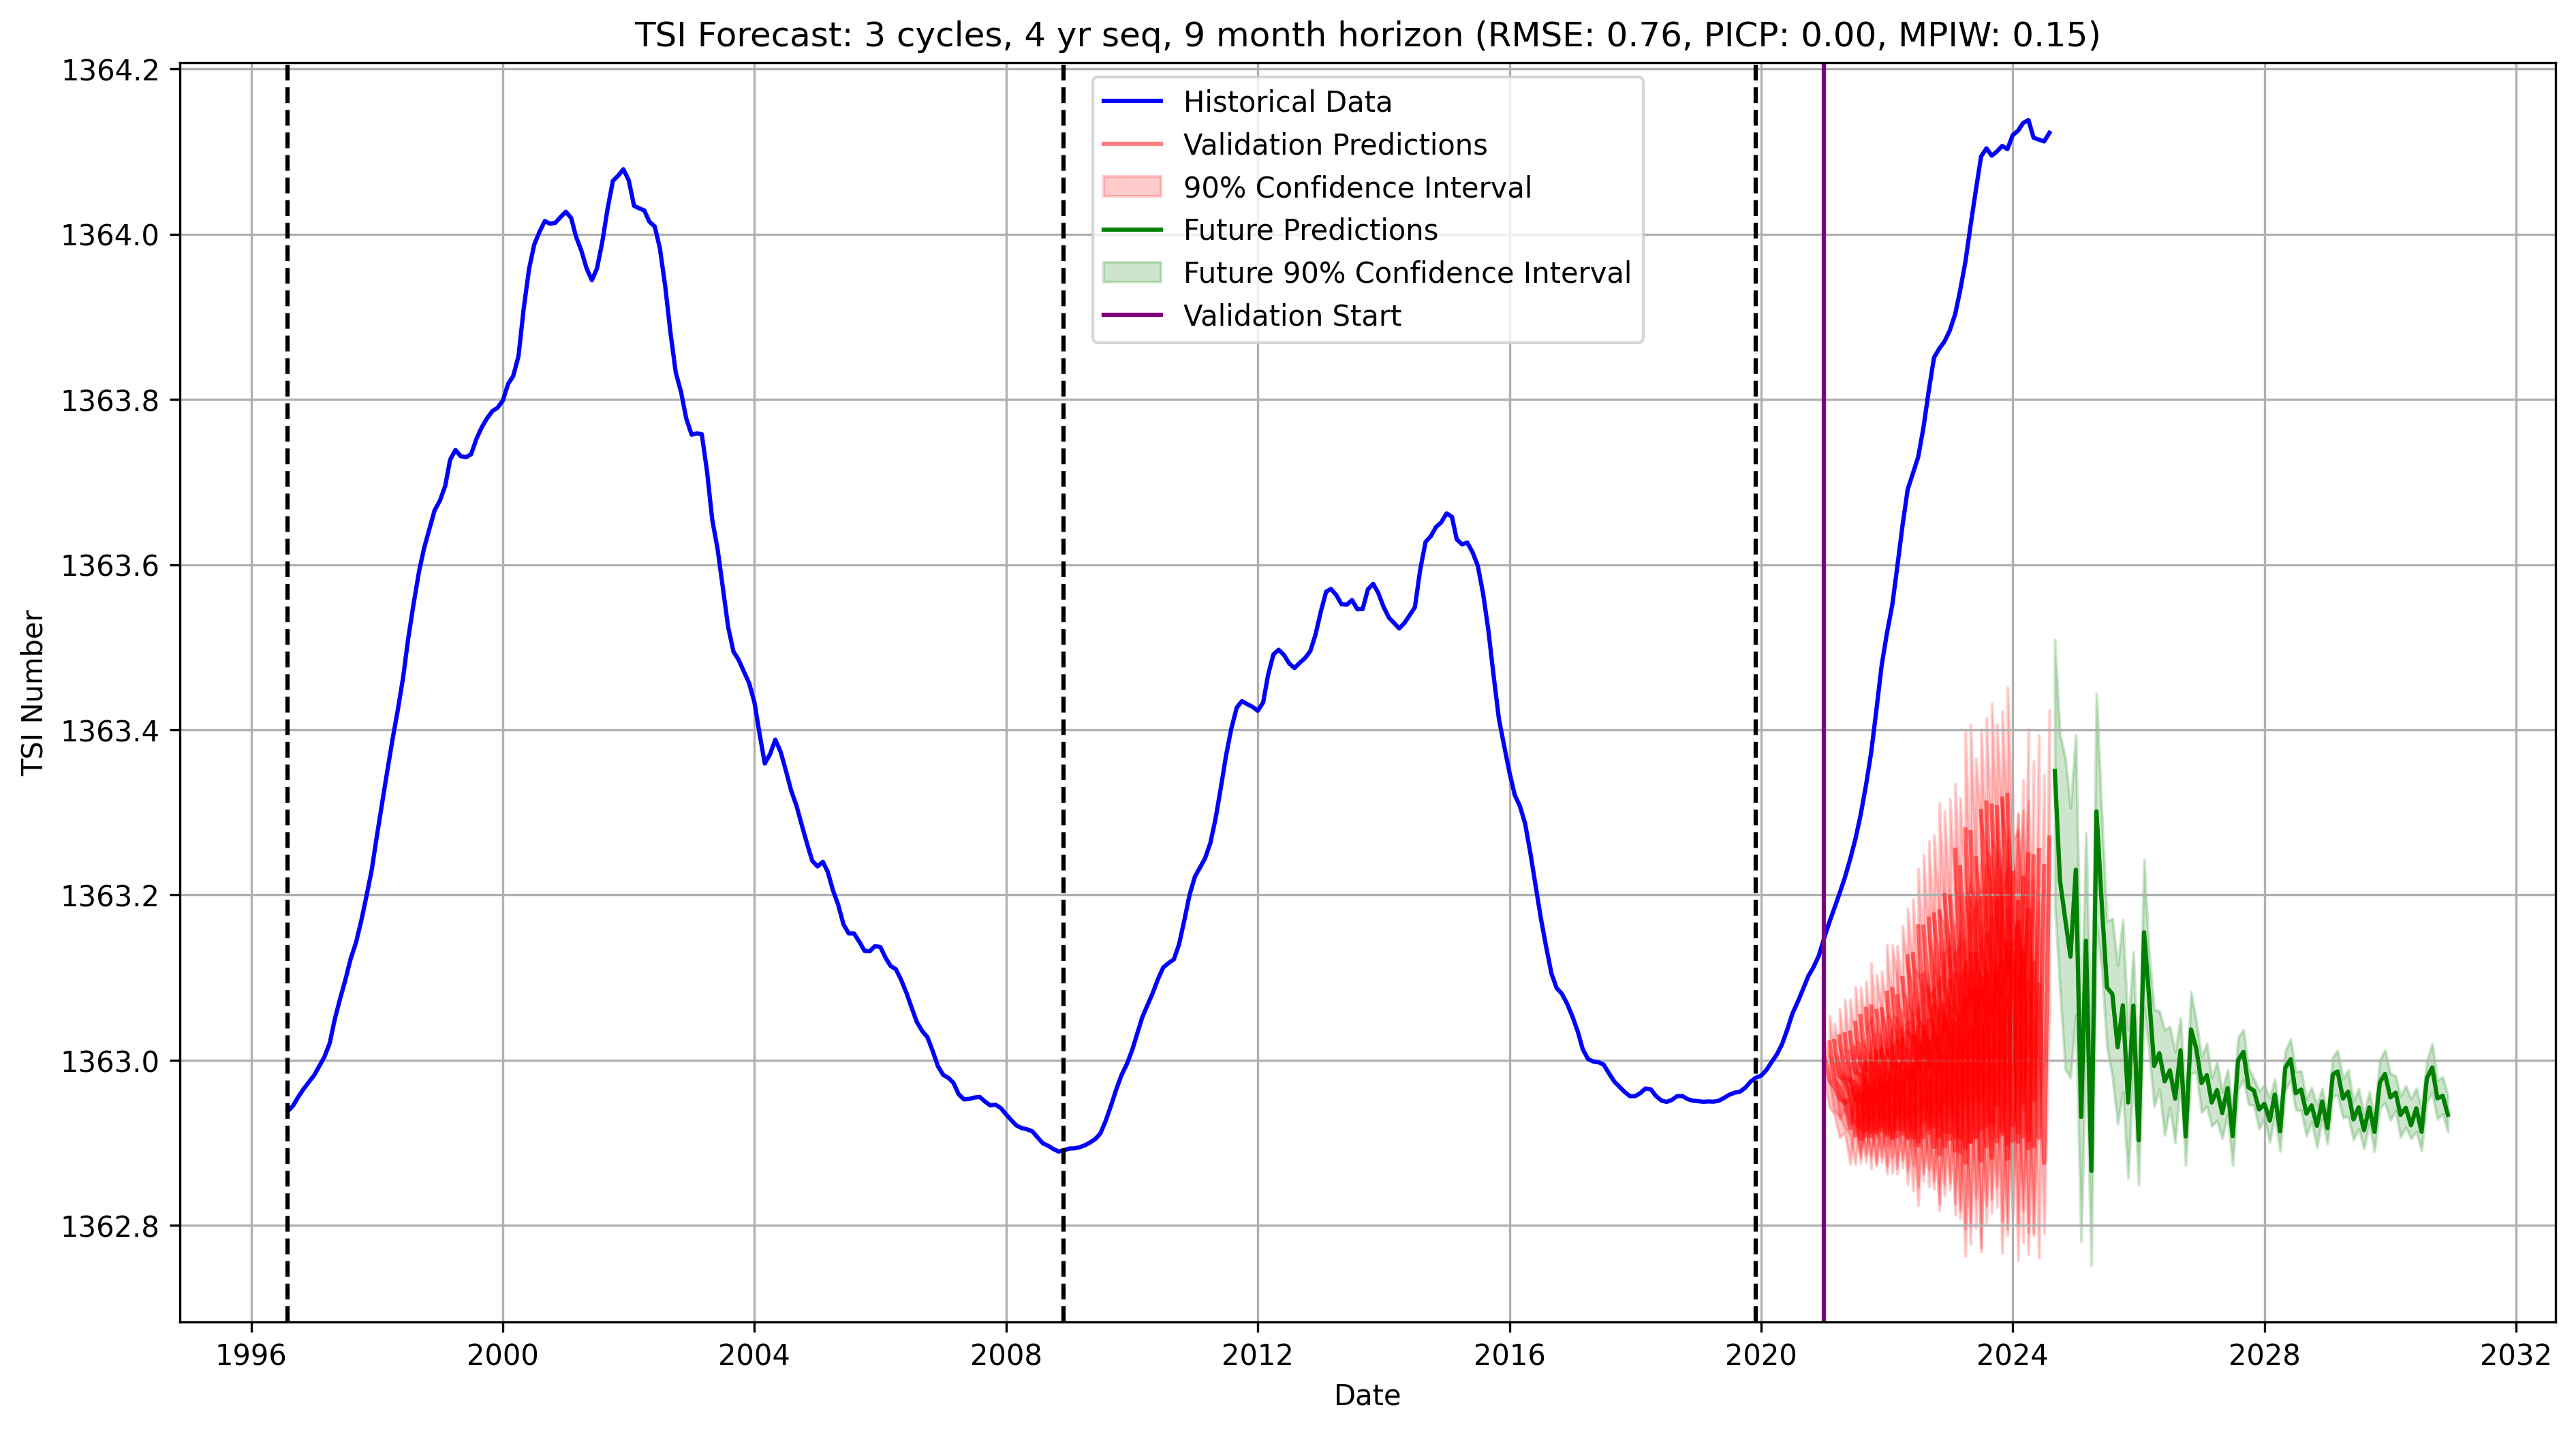 TSI Forecast: 3 cycles, 4 yr seq, 9 month horizon (RMSE: 0.76, PICP: 0.00, MPIW: 0.15)
1364.2
1364.0
1363.8
1363.6
1363.4
1363.2
1363.0
1362.8
TSI Number
Historical Data
Validation Predictions
90% Confidence Interval
Future Predictions
Future 90% Confidence Interval
Validation Start
1996
2000
2004
2008
2012
2016
2020
2024
2028
2032
Date